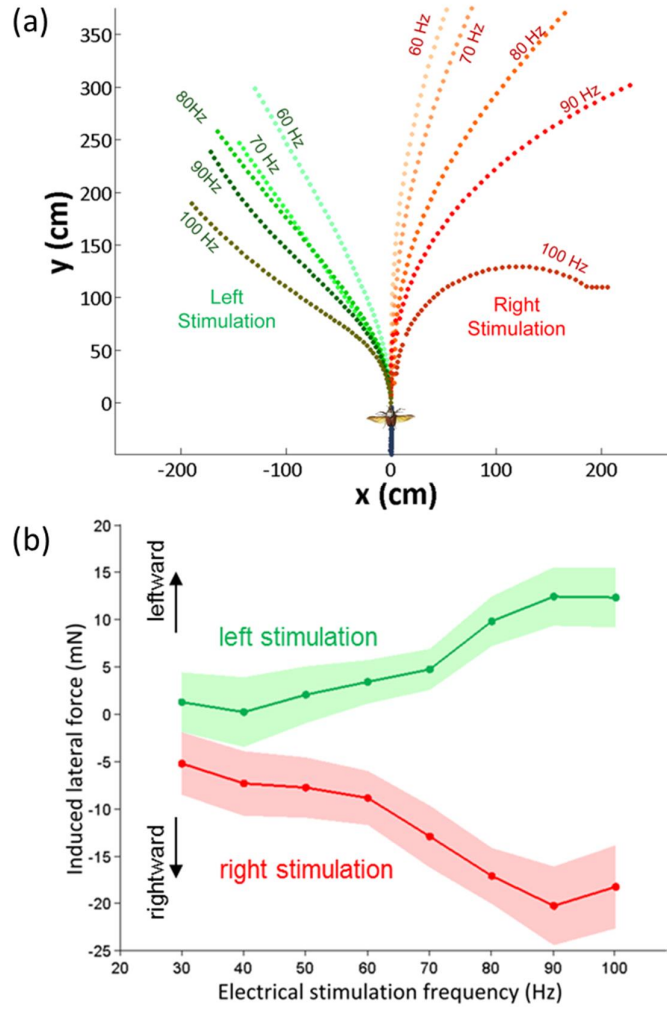 (a)
375
350
300
250
200
150
100
50
0
y (cm)
80Hz
60 Hz
70 Hz
90Hz
100 Hz
Left
Stimulation
60 Hz
70 Hz
80 Hz
90 Hz
100 Hz
Right
Stimulation
-200
-100
0
100
200
x (cm)
(b)
20
15
10
5
0
-5
-10
-15
-20
-25
Induced lateral force (mN)
leftward
rightward
left stimulation
right stimulation
20
30
40
50
60
70
80
90
100
Electrical stimulation frequency (Hz)